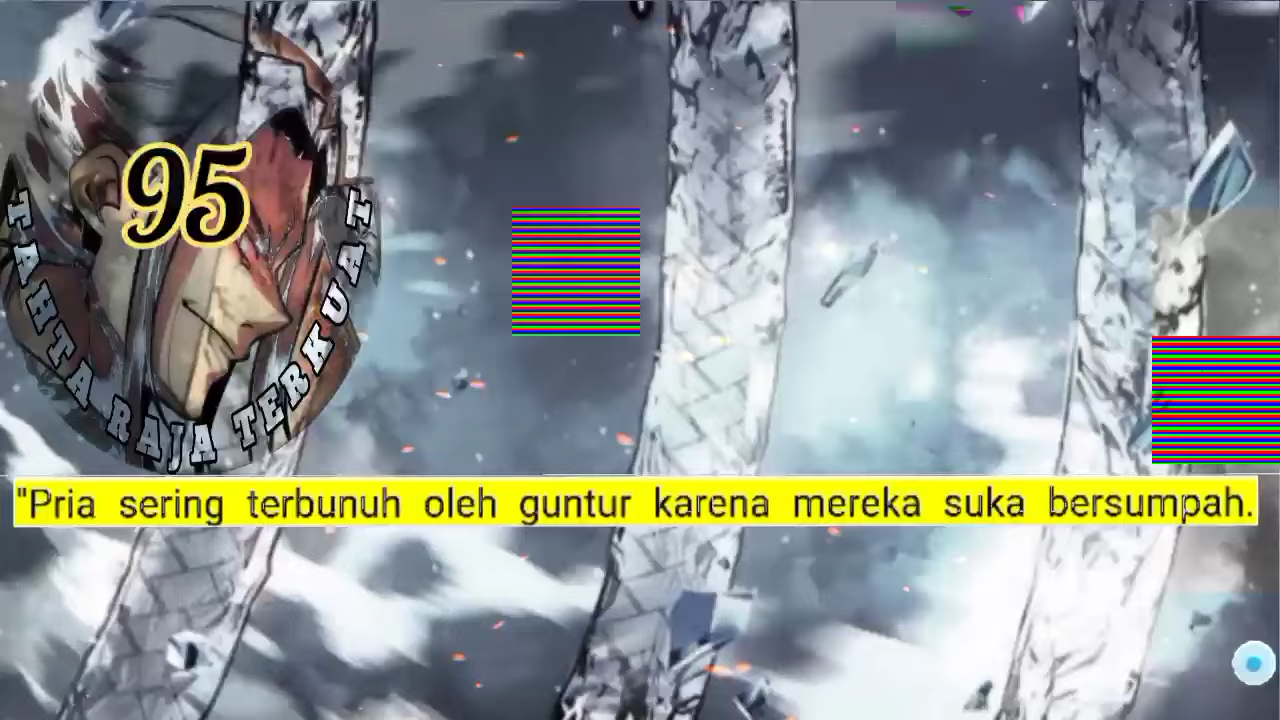 95
TAHTA RAJA TERKUAT
"Pria sering terbunuh oleh guntur karena mereka suka bersumpah.